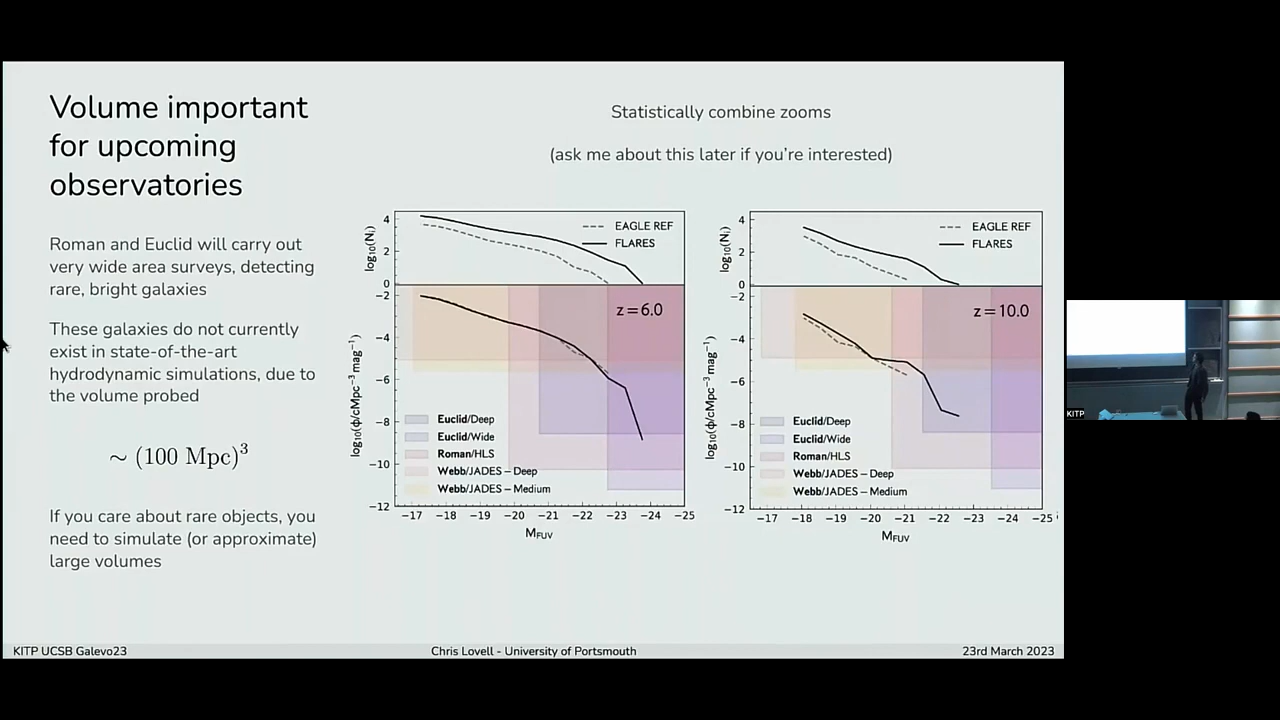 Volume important
for upcoming
observatories
Roman and Euclid will carry out
very wide area surveys, detecting
rare, bright galaxies
These galaxies do not currently
exist in state-of-the-art
hydrodynamic simulations, due to
the volume probed
~ (100 Mpc)³
If you care about rare objects, you
need to simulate (or approximate)
large volumes
Statistically combine zooms
(ask me about this later if you're interested)
log₁₀(Nᵢ)
4
2
0
EAGLE REF
FLARES
z = 6.0
log₁₀(ϕ/cMpc⁻³ mag⁻¹)
−2
−4
−6
−8
−10
−12
Euclid/Deep
Euclid/Wide
Roman/HLS
Webb/JADES − Deep
Webb/JADES − Medium
−17 −18 −19 −20 −21 −22 −23 −24 −25
M_FUV
log₁₀(Nᵢ)
4
2
0
EAGLE REF
FLARES
z = 10.0
log₁₀(ϕ/cMpc⁻³ mag⁻¹)
−2
−4
−6
−8
−10
−12
Euclid/Deep
Euclid/Wide
Roman/HLS
Webb/JADES − Deep
Webb/JADES − Medium
−17 −18 −19 −20 −21 −22 −23 −24 −25
M_FUV
KITP UCSB Galevo23
Chris Lovell - University of Portsmouth
23rd March 2023
KITP